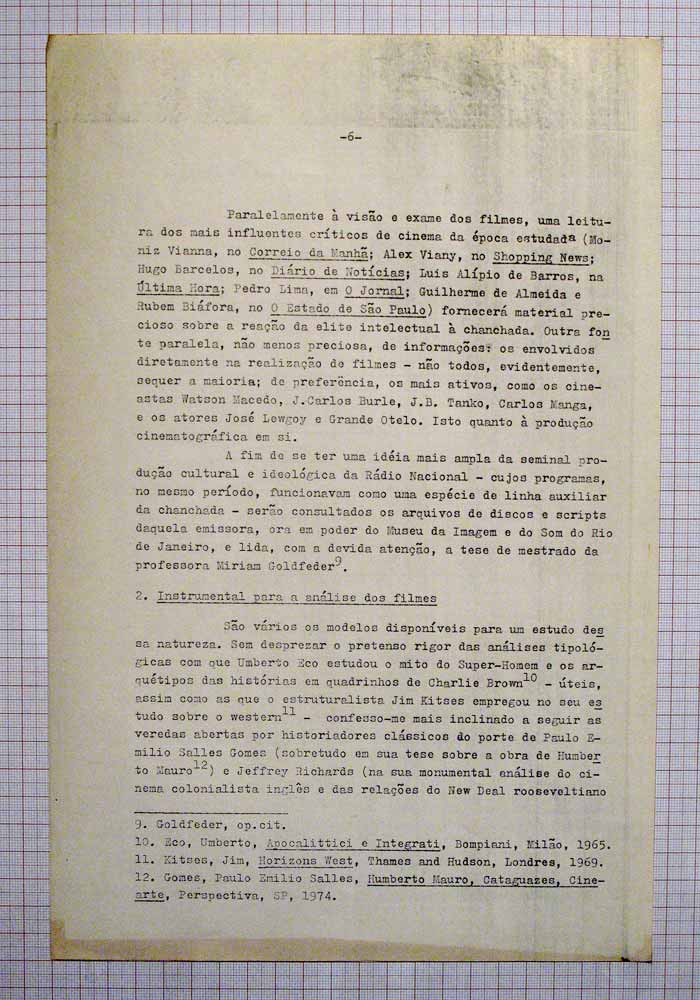 -6-
Paralelamente à visão e exame dos filmes, uma leitu-
ra dos mais influentes críticos de cinema da época estudada (Mo-
niz Vianna, no Correio da Manhã; Alex Viany, no Shopping News;
Hugo Barcelos, no Diário de Notícias; Luis Alípio de Barros, na
Última Hora; Pedro Lima, em O Jornal; Guilherme de Almeida e
Rubem Biáfora, no O Estado de São Paulo) fornecerá material pre-
cioso sobre a reação da elite intelectual à chanchada. Outra fon
te paralela, não menos preciosa, de informações: os envolvidos
diretamente na realização de filmes - não todos, evidentemente,
sequer a maioria; de preferência, os mais ativos, como os cine-
astas Watson Macedo, J.Carlos Burle, J.B. Tanko, Carlos Manga,
e os atores José Lewgoy e Grande Otelo. Isto quanto à produção
cinematográfica em si.
A fim de se ter uma idéia mais ampla da seminal pro-
dução cultural e ideológica da Rádio Nacional - cujos programas,
no mesmo período, funcionavam como uma espécie de linha auxiliar
da chanchada - serão consultados os arquivos de discos e scripts
daquela emissora, ora em poder do Museu da Imagem e do Som do Rio
de Janeiro, e lida, com a devida atenção, a tese de mestrado da
professora Miriam Goldfeder9.
2. Instrumental para a análise dos filmes
São vários os modelos disponíveis para um estudo des
sa natureza. Sem desprezar o pretenso rigor das análises tipoló-
gicas com que Umberto Eco estudou o mito do Super-Homem e os ar-
quétipos das histórias em quadrinhos de Charlie Brown10 - úteis,
assim como as que o estruturalista Jim Kitses empregou no seu es
tudo sobre o western11 - confesso-me mais inclinado a seguir as
veredas abertas por historiadores clássicos do porte de Paulo E-
milio Salles Gomes (sobretudo em sua tese sobre a obra de Humber
to Mauro12) e Jeffrey Richards (na sua monumental análise do ci-
nema colonialista inglês e das relações do New Deal rooseveltiano
9. Goldfeder, op.cit.
10. Eco, Umberto, Apocalittici e Integrati, Bompiani, Milão, 1965.
11. Kitses, Jim, Horizons West, Thames and Hudson, Londres, 1969.
12. Gomes, Paulo Emilio Salles, Humberto Mauro, Cataguazes, Cine-
arte, Perspectiva, SP, 1974.